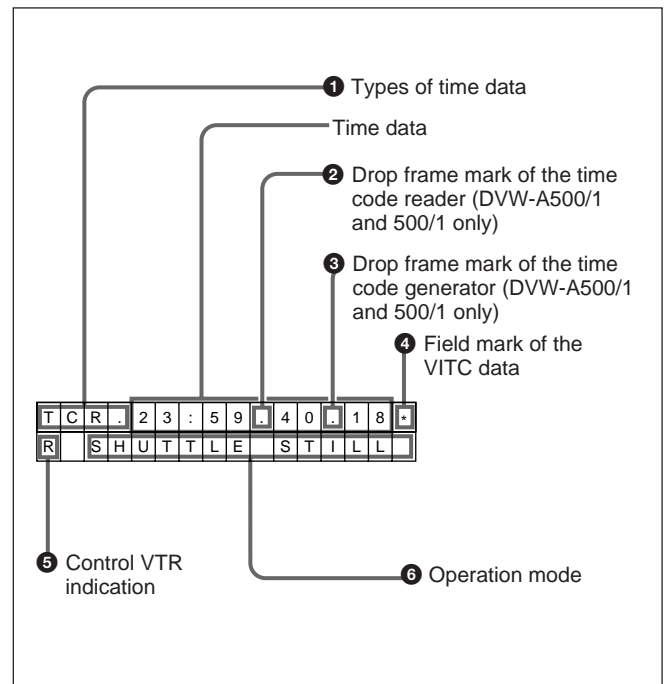 ❶ Types of time data
Time data
❷ Drop frame mark of the time
code reader (DVW-A500/1
and 500/1 only)
❸ Drop frame mark of the time
code generator (DVW-A500/1
and 500/1 only)
❹ Field mark of the
VITC data
TCR.23:59.40.18*
R SHUTTLE STILL
❺ Control VTR
indication
❻ Operation mode